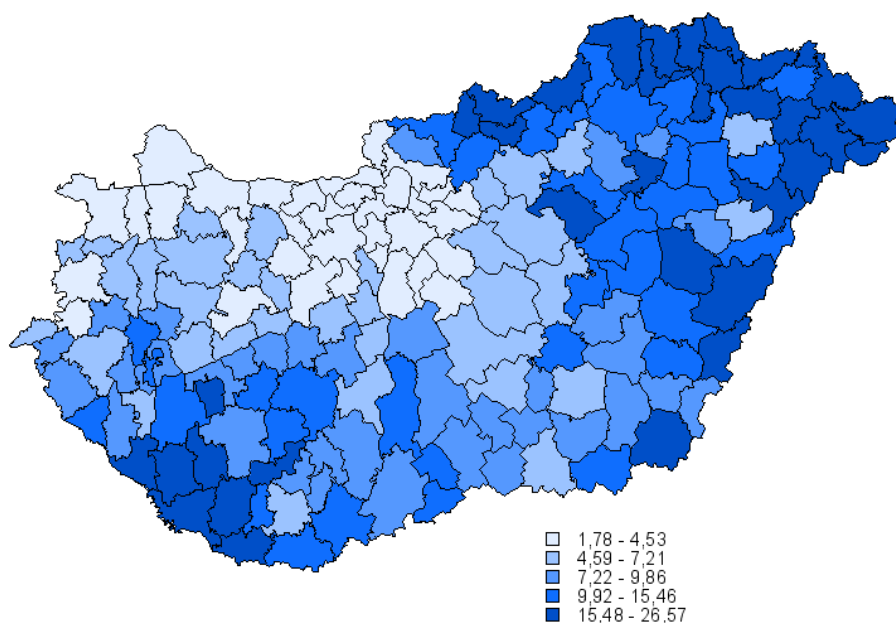 1,78 - 4,53
4,59 - 7,21
7,22 - 9,86
9,92 - 15,46
15,48 - 26,57